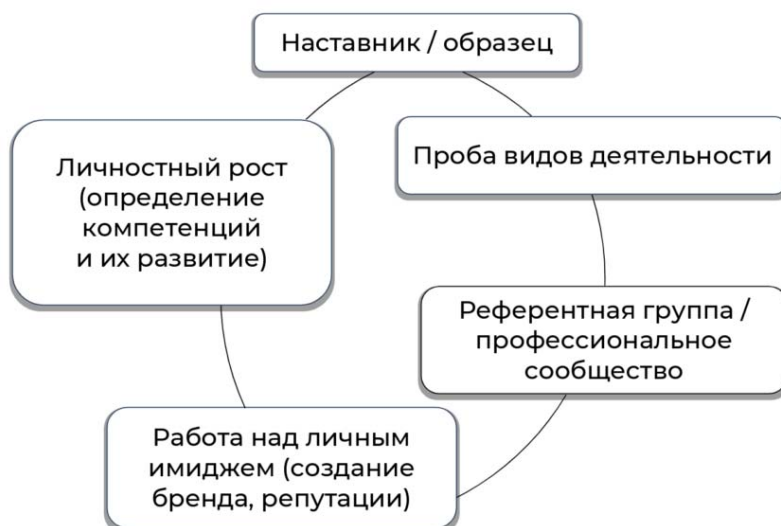 Наставник / образец
Личностный рост
(определение
компетенций
и их развитие)
Проба видов деятельности
Референтная группа /
профессиональное
сообщество
Работа над личным
имиджем (создание
бренда, репутации)